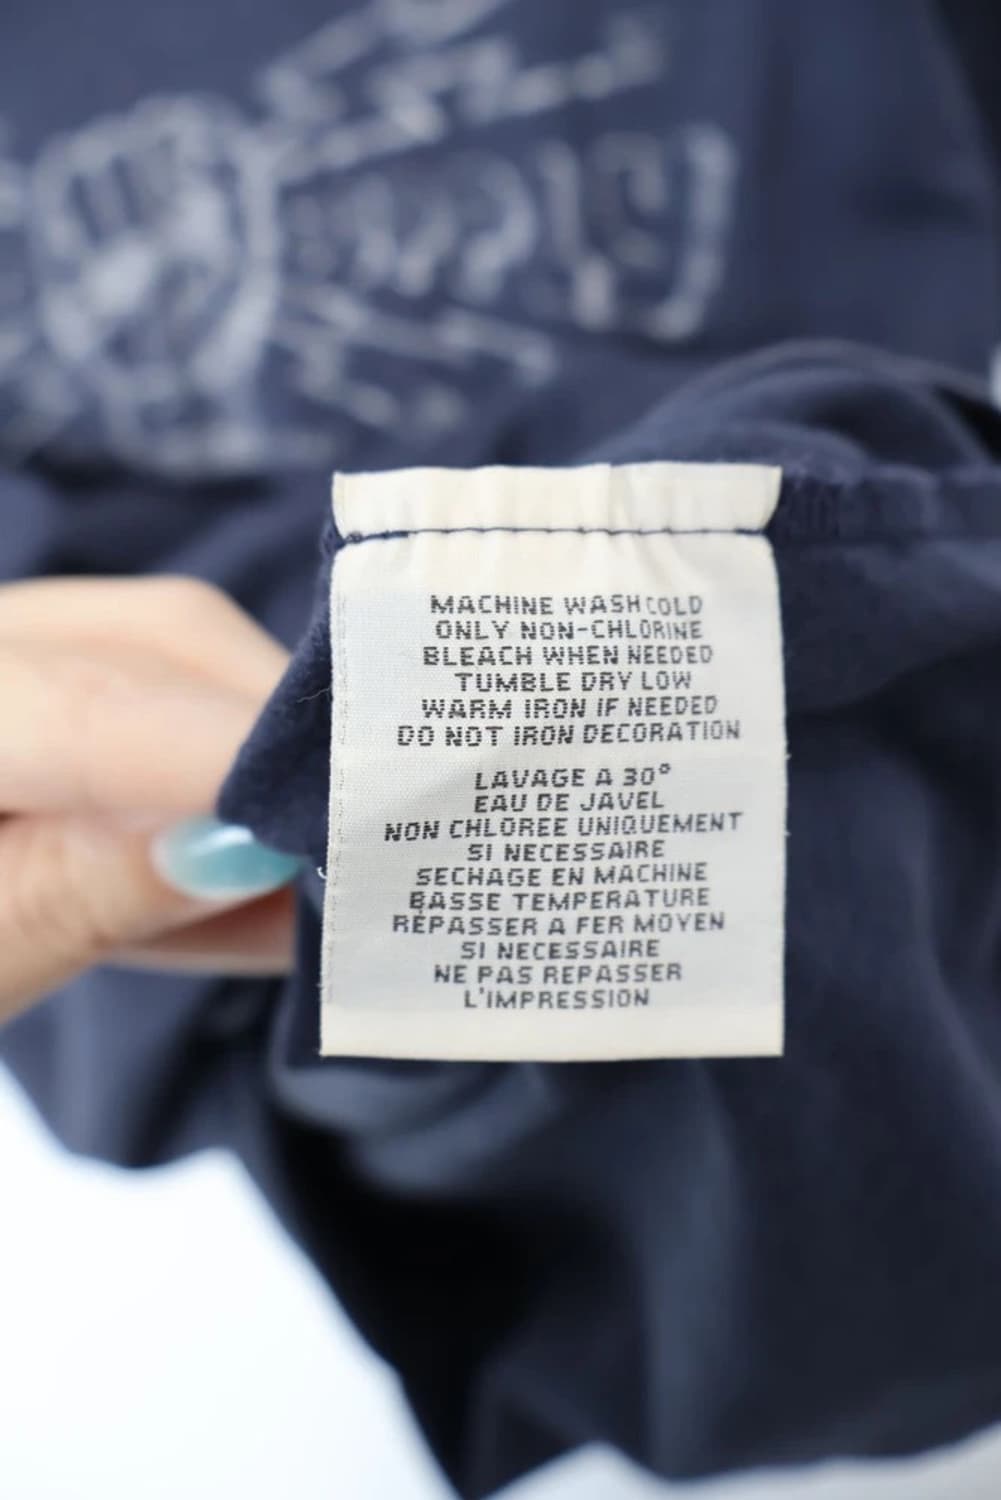 MACHINE WASH COLD
ONLY NON-CHLORINE
BLEACH WHEN NEEDED
TUMBLE DRY LOW
WARM IRON IF NEEDED
DO NOT IRON DECORATION
LAVAGE A 30°
EAU DE JAVEL
NON CHLOREE UNIQUEMENT
SI NECESSAIRE
SECHAGE EN MACHINE
BASSE TEMPERATURE
REPASSER A FER MOYEN
SI NECESSAIRE
NE PAS REPASSER
L'IMPRESSION